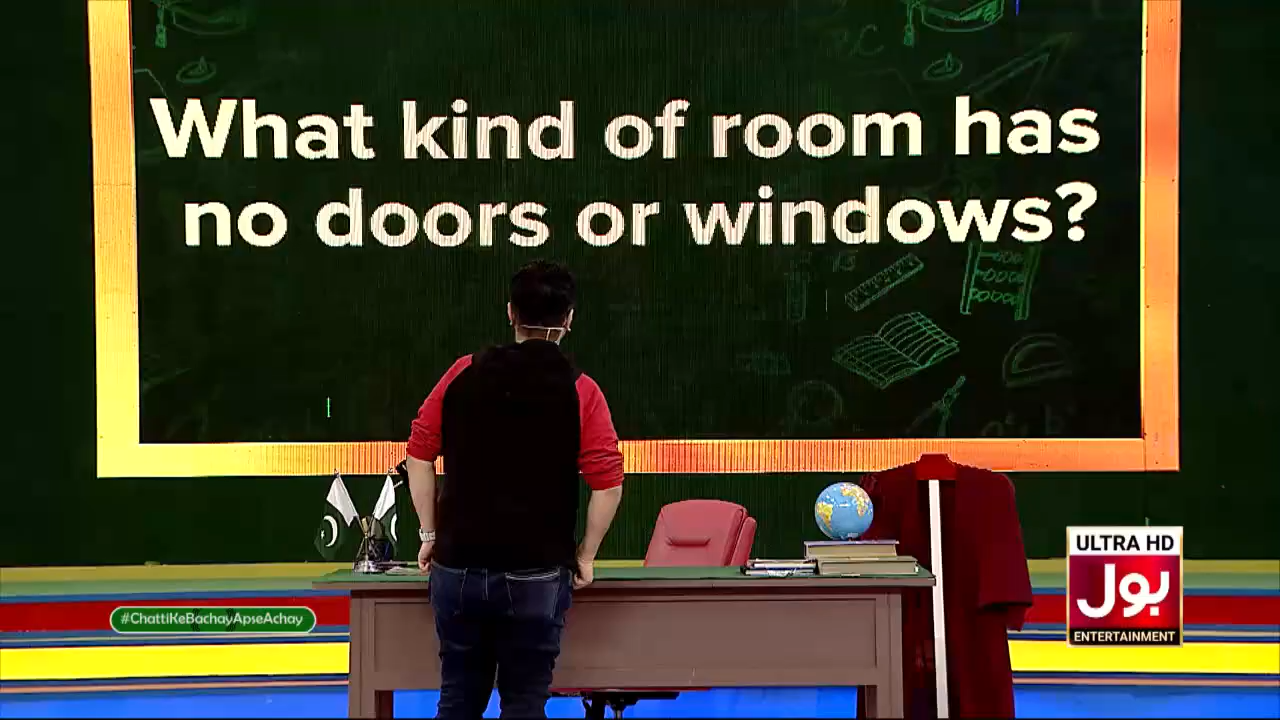 What kind of room has
no doors or windows?
#ChattiKeBachayApseAchay
ULTRA HD
بول
ENTERTAINMENT